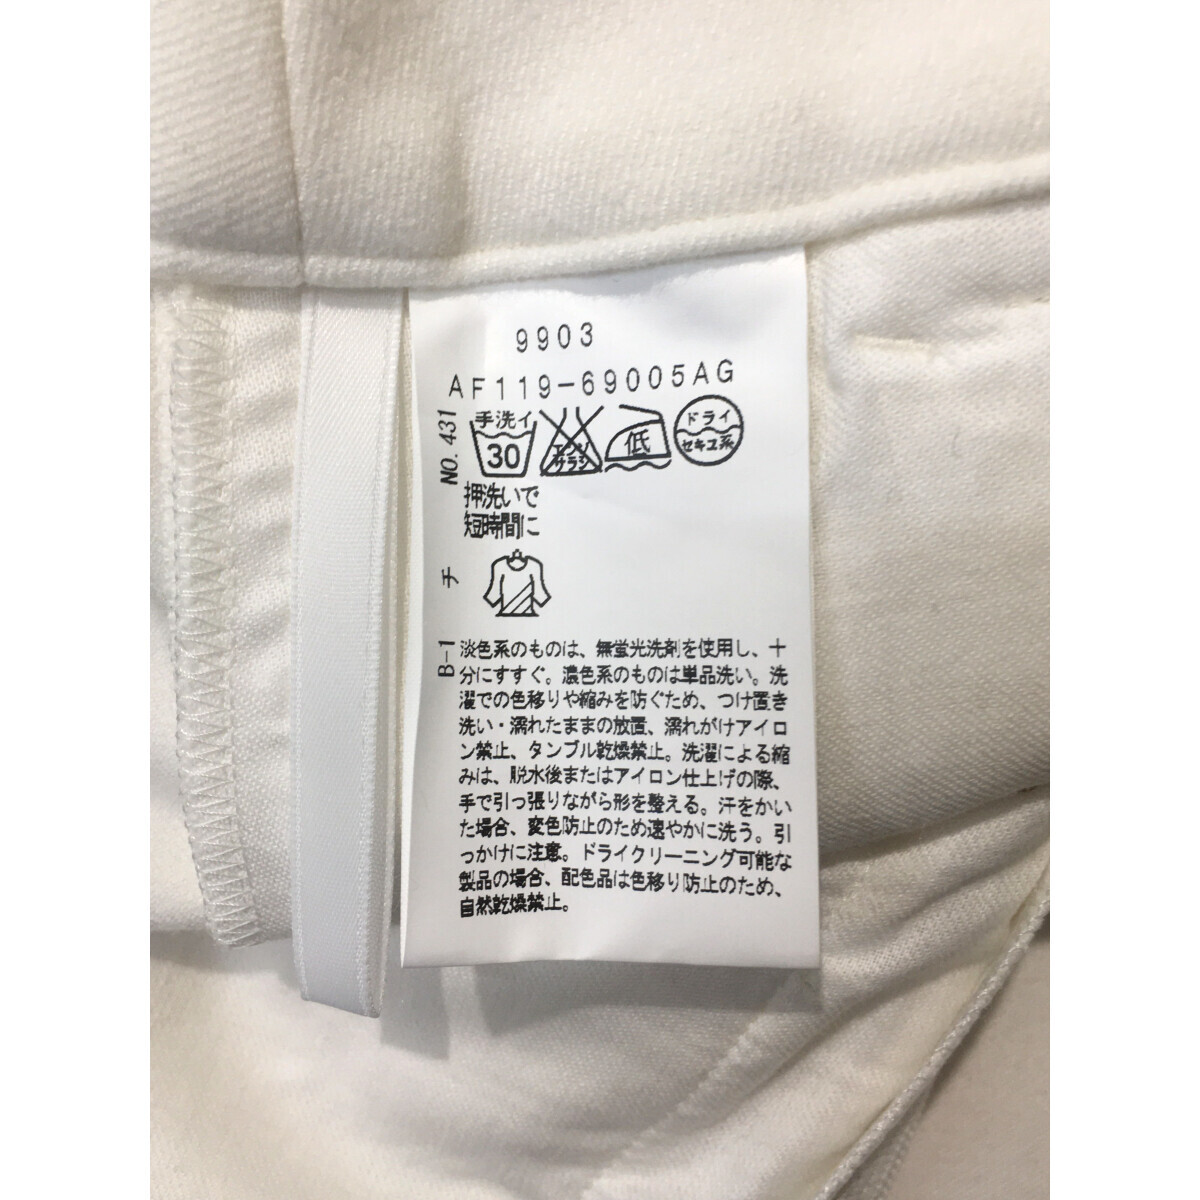 9903
AF119-69005AG
NO.431
手洗イ
30
エンソ
サラシ
低
ドライ
セキユ系
押洗いで
短時間に
チ
B-1
淡色系のものは、無蛍光洗剤を使用し、十
分にすすぐ。濃色系のものは単品洗い。洗
濯での色移りや縮みを防ぐため、つけ置き
洗い・濡れたままの放置、濡れがけアイロ
ン禁止、タンブル乾燥禁止。洗濯による縮
みは、脱水後またはアイロン仕上げの際、
手で引っ張りながら形を整える。汗をかい
た場合、変色防止のため速やかに洗う。引
っかけに注意。ドライクリーニング可能な
製品の場合、配色品は色移り防止のため、
自然乾燥禁止。